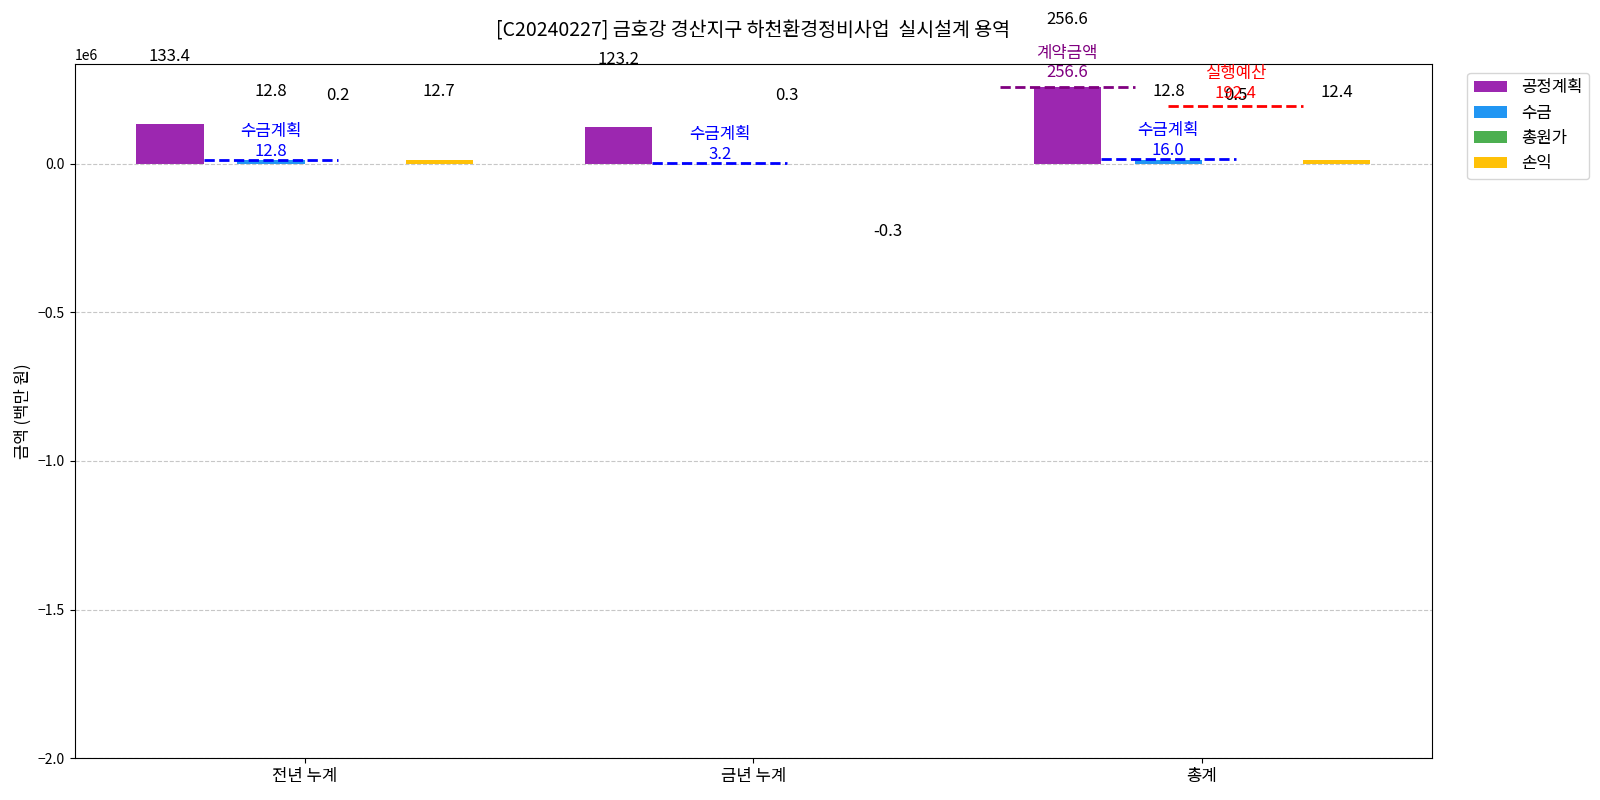 [C20240227] 금호강 경산지구 하천환경정비사업  실시설계 용역
1e6
133.4
12.8
0.2
12.7
수금계획
12.8
123.2
수금계획
3.2
0.3
-0.3
256.6
계약금액
256.6
12.8
수금계획
16.0
실행예산
192.4
0.5
12.4
공정계획
수금
총원가
손익
0.0
−0.5
−1.0
−1.5
−2.0
금액 (백만 원)
전년 누계
금년 누계
총계